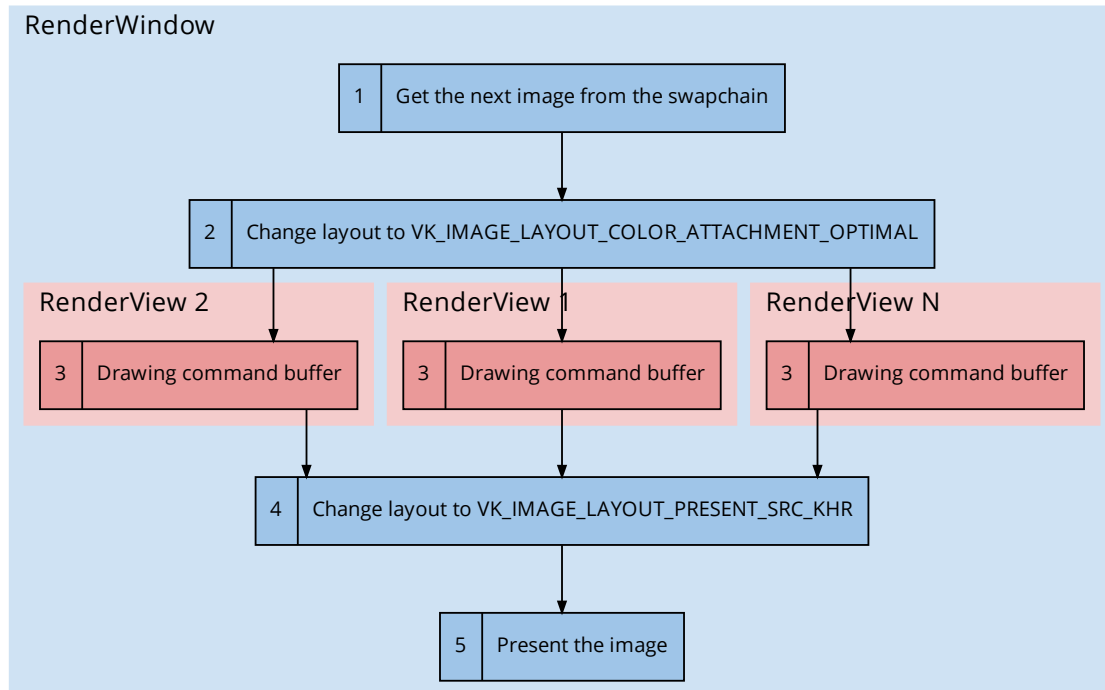 RenderWindow
1 Get the next image from the swapchain
2 Change layout to VK_IMAGE_LAYOUT_COLOR_ATTACHMENT_OPTIMAL
RenderView 2
RenderView 1
RenderView N
3 Drawing command buffer
3 Drawing command buffer
3 Drawing command buffer
4 Change layout to VK_IMAGE_LAYOUT_PRESENT_SRC_KHR
5 Present the image